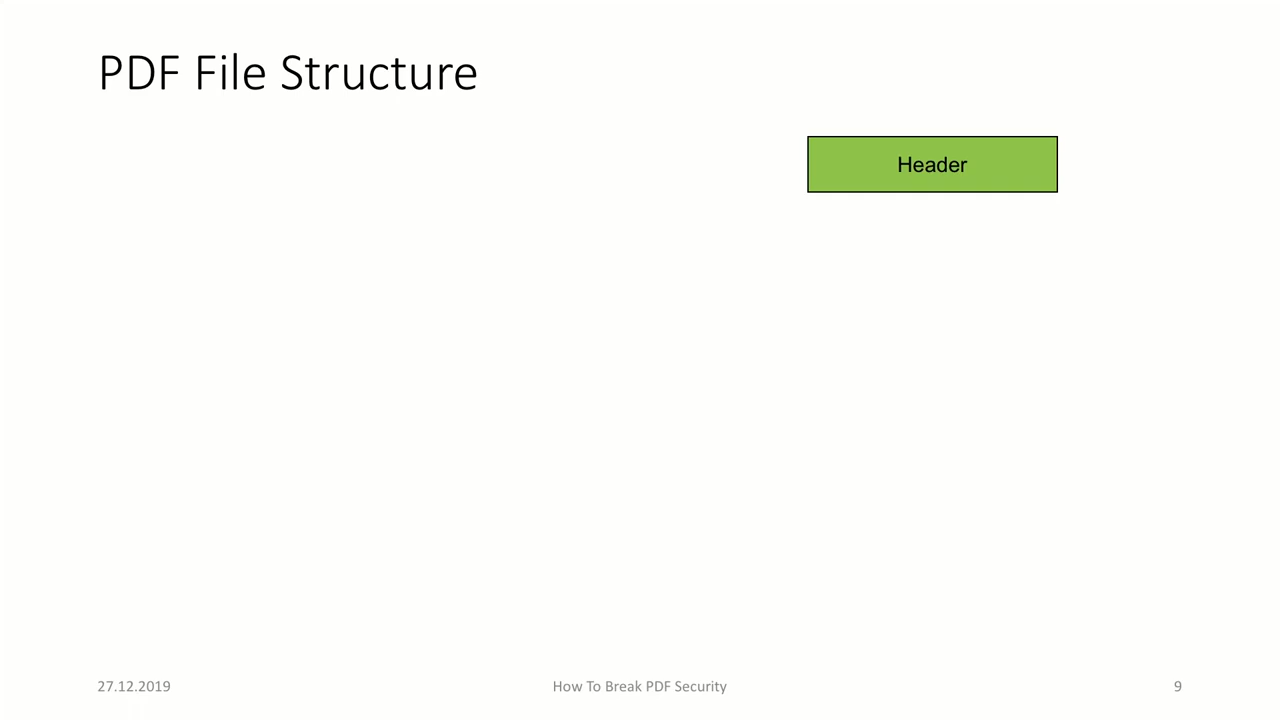 PDF File Structure
Header
27.12.2019
How To Break PDF Security
9